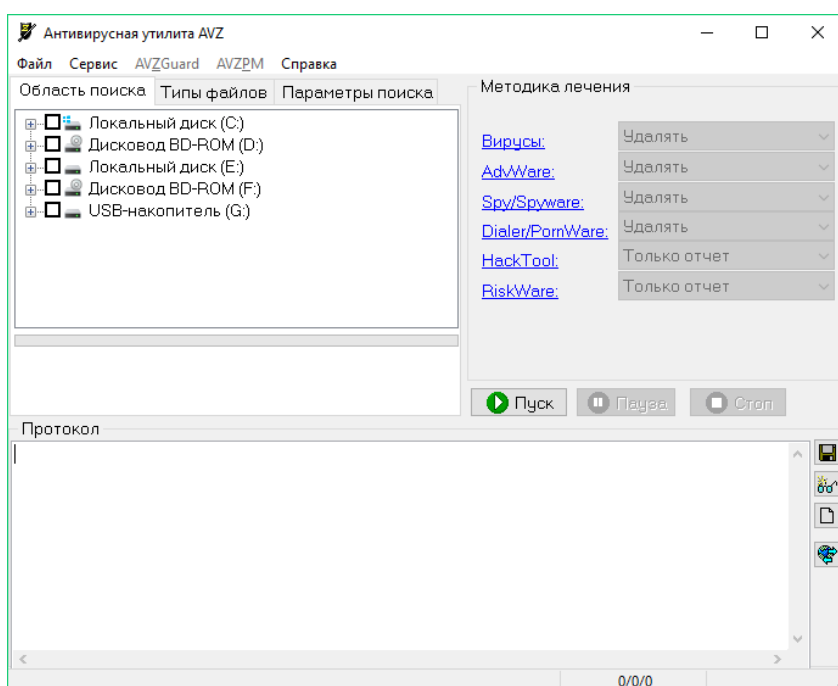 Антивирусная утилита AVZ
Файл Сервис AVZGuard AVZPM Справка
Область поиска Типы файлов Параметры поиска
Локальный диск (C:)
Дисковод BD-ROM (D:)
Локальный диск (E:)
Дисковод BD-ROM (F:)
USB-накопитель (G:)
Методика лечения
Вирусы: Удалять
AdvWare: Удалять
Spy/Spyware: Удалять
Dialer/PornWare: Удалять
HackTool: Только отчет
RiskWare: Только отчет
Пуск Пауза Стоп
Протокол
0/0/0